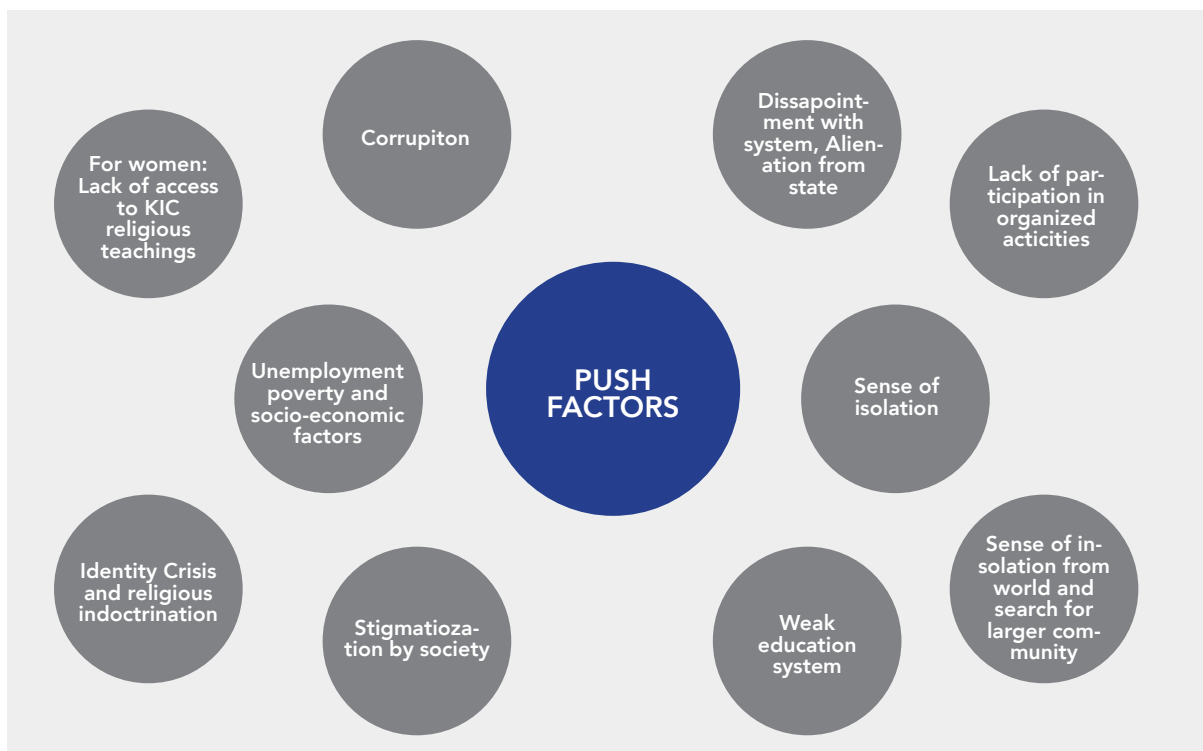 Corrupiton
Dissapoint-
ment with
system, Alien-
ation from
state
For women:
Lack of access
to KIC
religious
teachings
Lack of par-
ticipation in
organized
acticities
Unemployment
poverty and
socio-economic
factors
PUSH
FACTORS
Sense of
isolation
Identity Crisis
and religious
indoctrination
Stigmatioza-
tion by society
Weak
education
system
Sense of in-
solation from
world and
search for
larger com-
munity